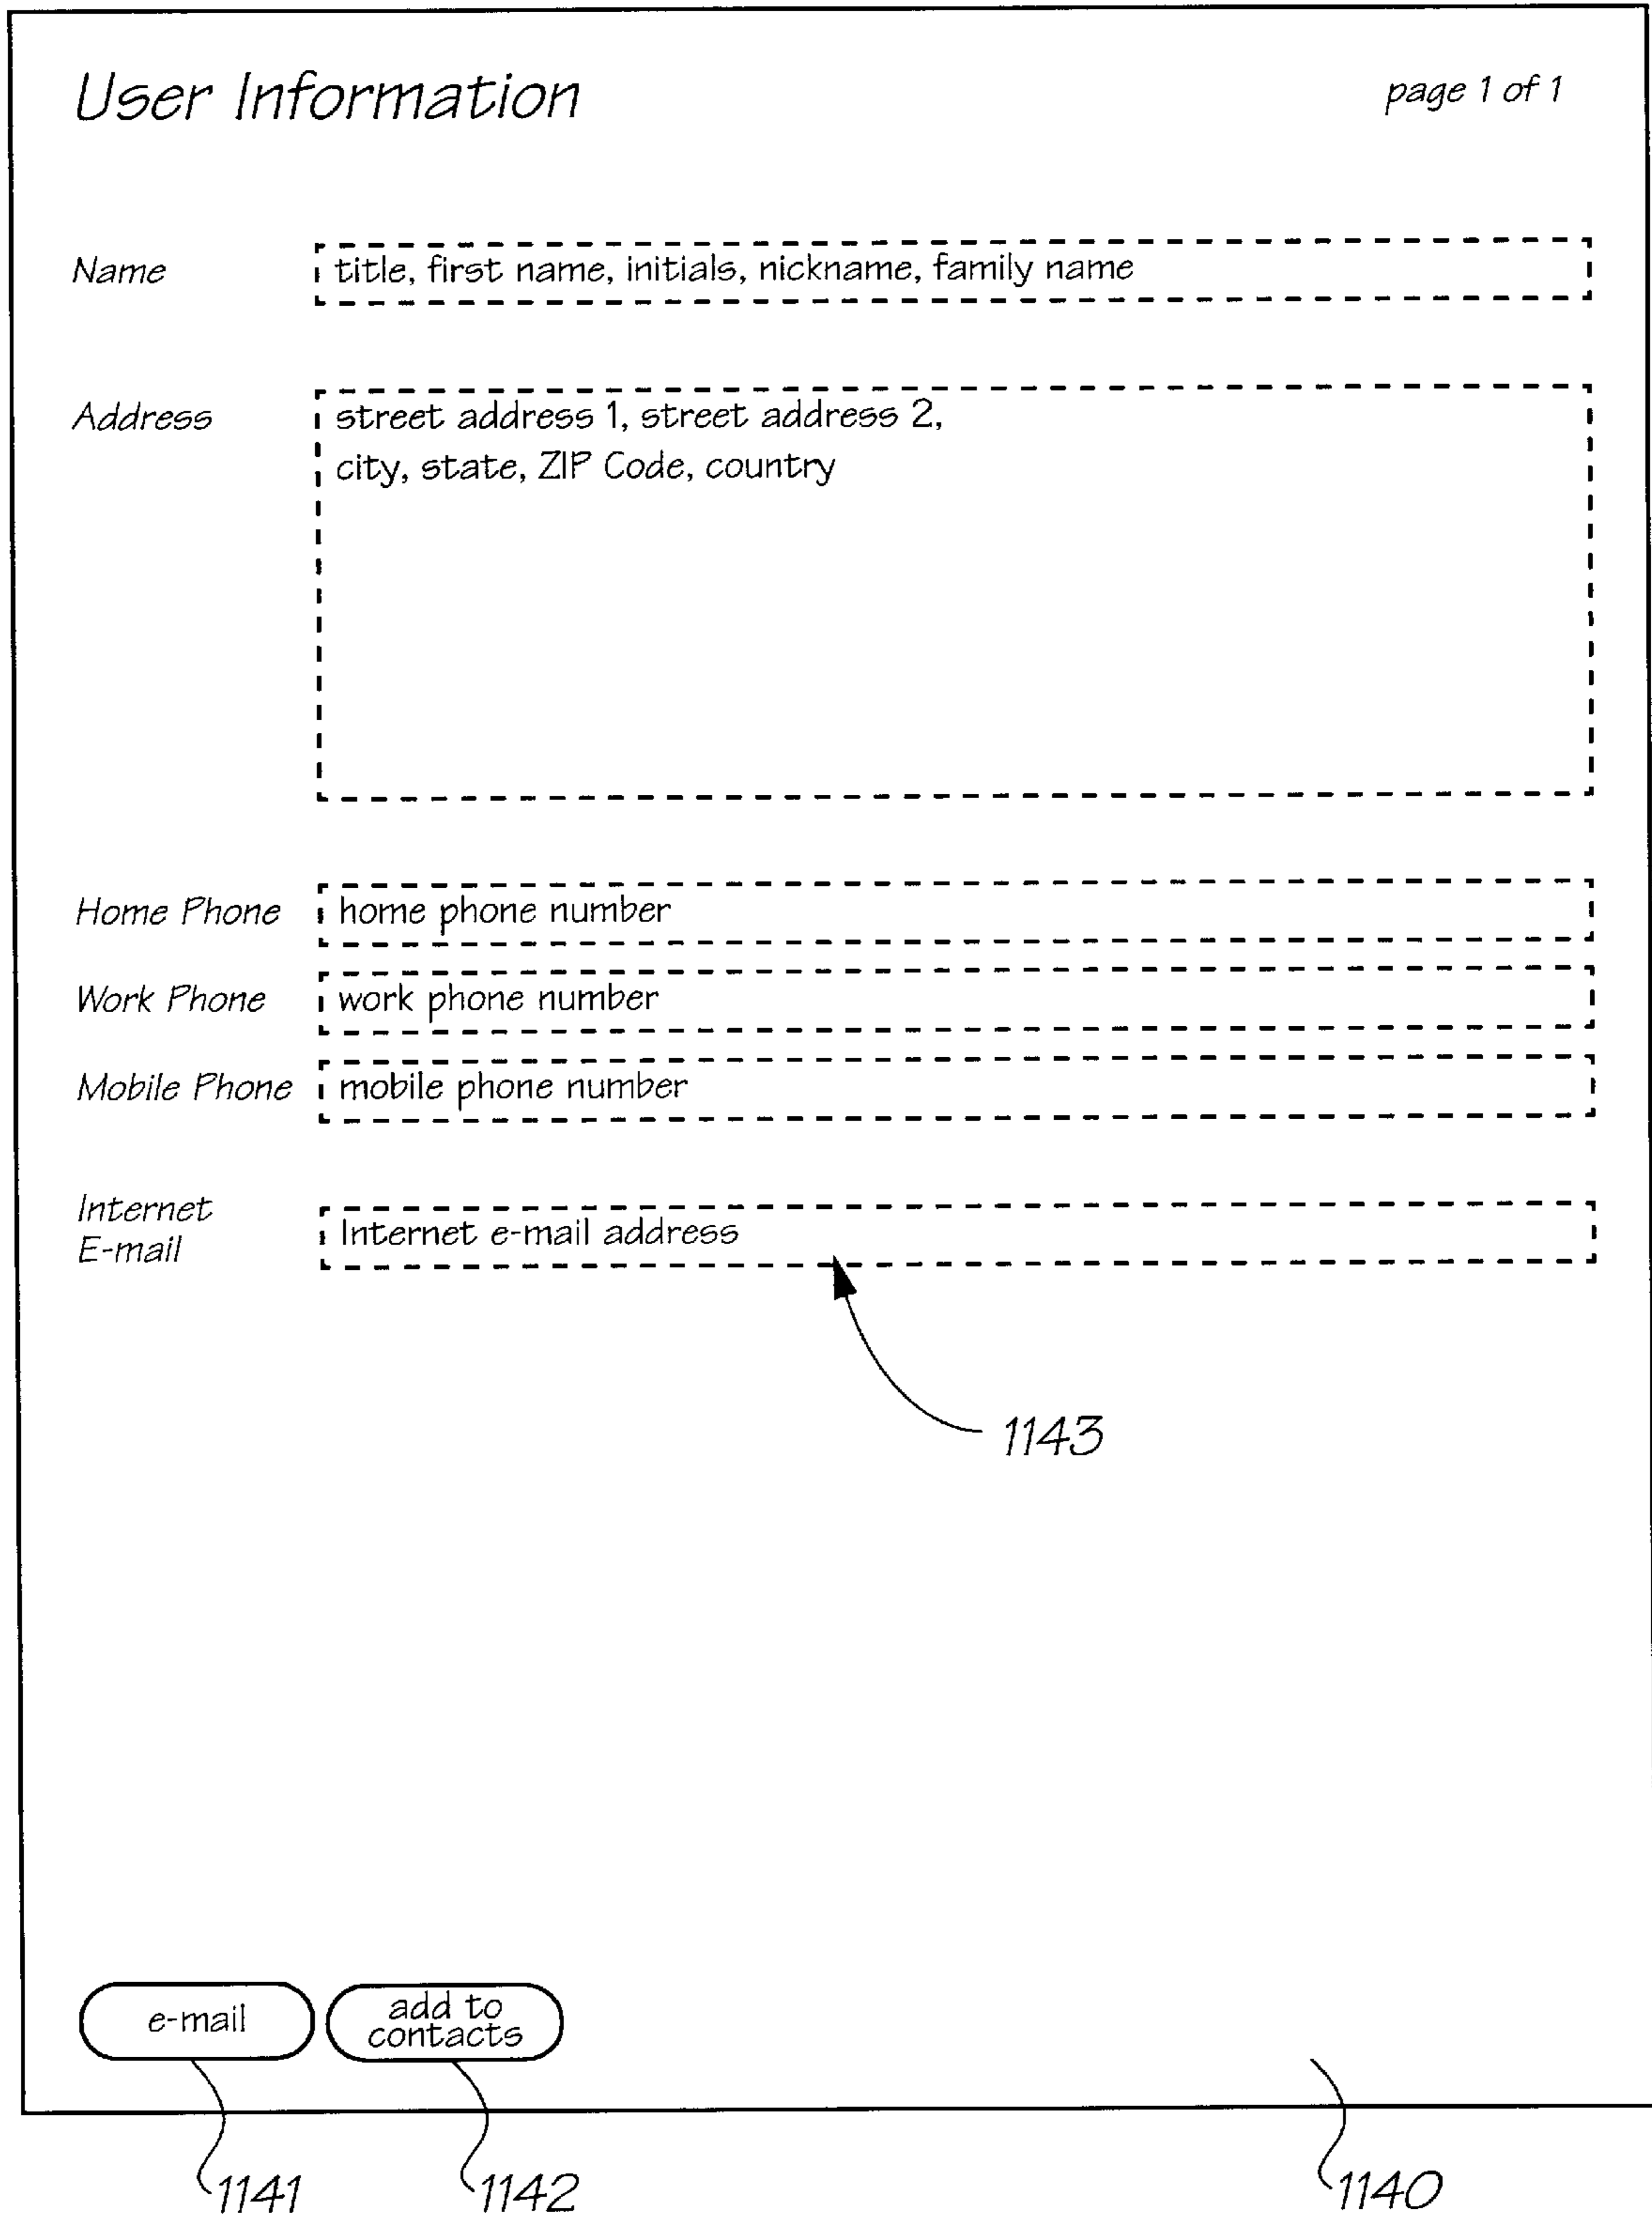 User Information
page 1 of 1
Name
title, first name, initials, nickname, family name
Address
street address 1, street address 2,
city, state, ZIP Code, country
Home Phone
home phone number
Work Phone
work phone number
Mobile Phone
mobile phone number
Internet
E-mail
Internet e-mail address
1143
e-mail
add to
contacts
1141
1142
1140